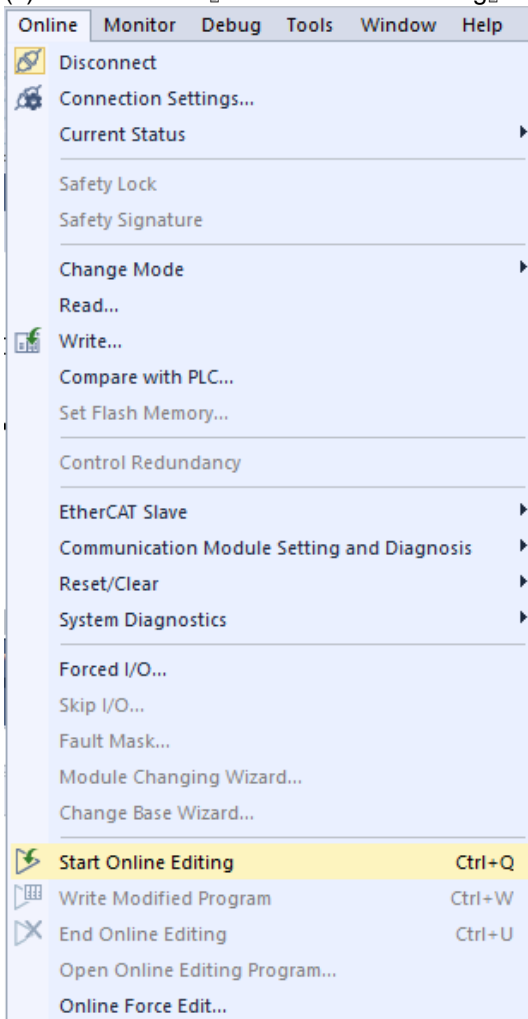 Online Monitor Debug Tools Window Help
Disconnect
Connection Settings...
Current Status
Safety Lock
Safety Signature
Change Mode
Read...
Write...
Compare with PLC...
Set Flash Memory...
Control Redundancy
EtherCAT Slave
Communication Module Setting and Diagnosis
Reset/Clear
System Diagnostics
Forced I/O...
Skip I/O...
Fault Mask...
Module Changing Wizard...
Change Base Wizard...
Start Online Editing Ctrl+Q
Write Modified Program Ctrl+W
End Online Editing Ctrl+U
Open Online Editing Program...
Online Force Edit...